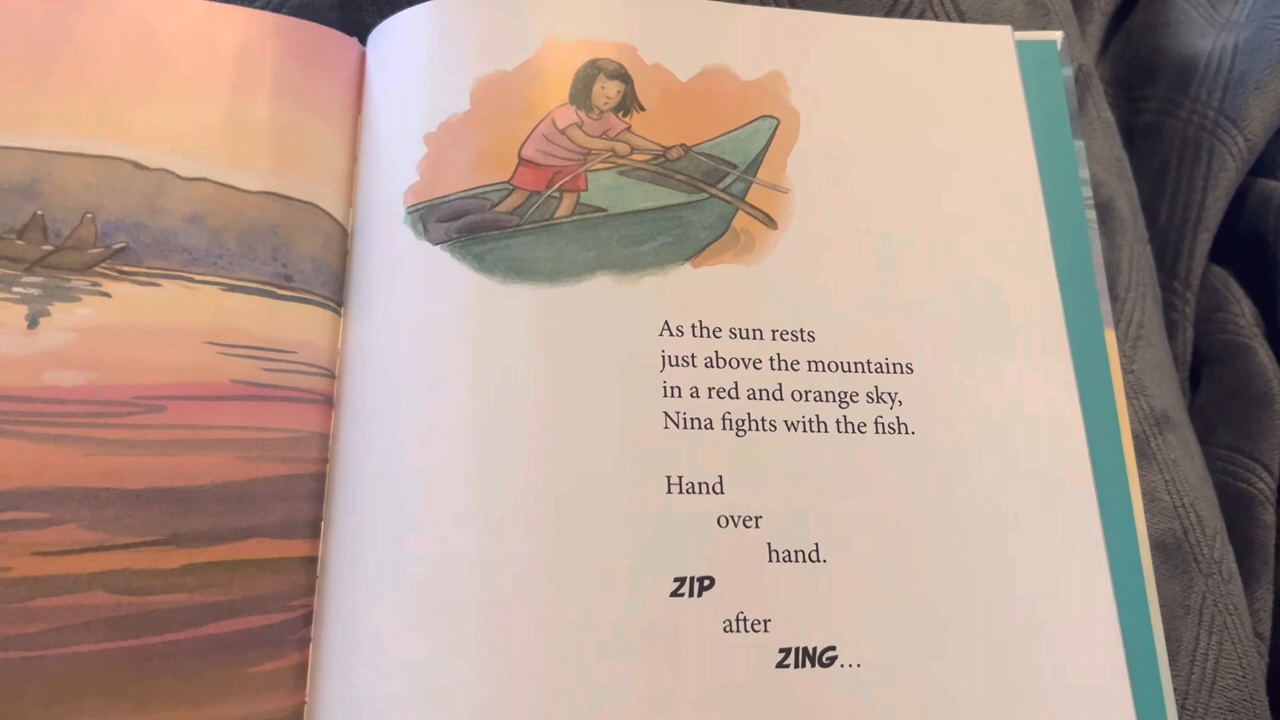 As the sun rests
just above the mountains
in a red and orange sky,
Nina fights with the fish.
Hand
over
hand.
ZIP
after
ZING...